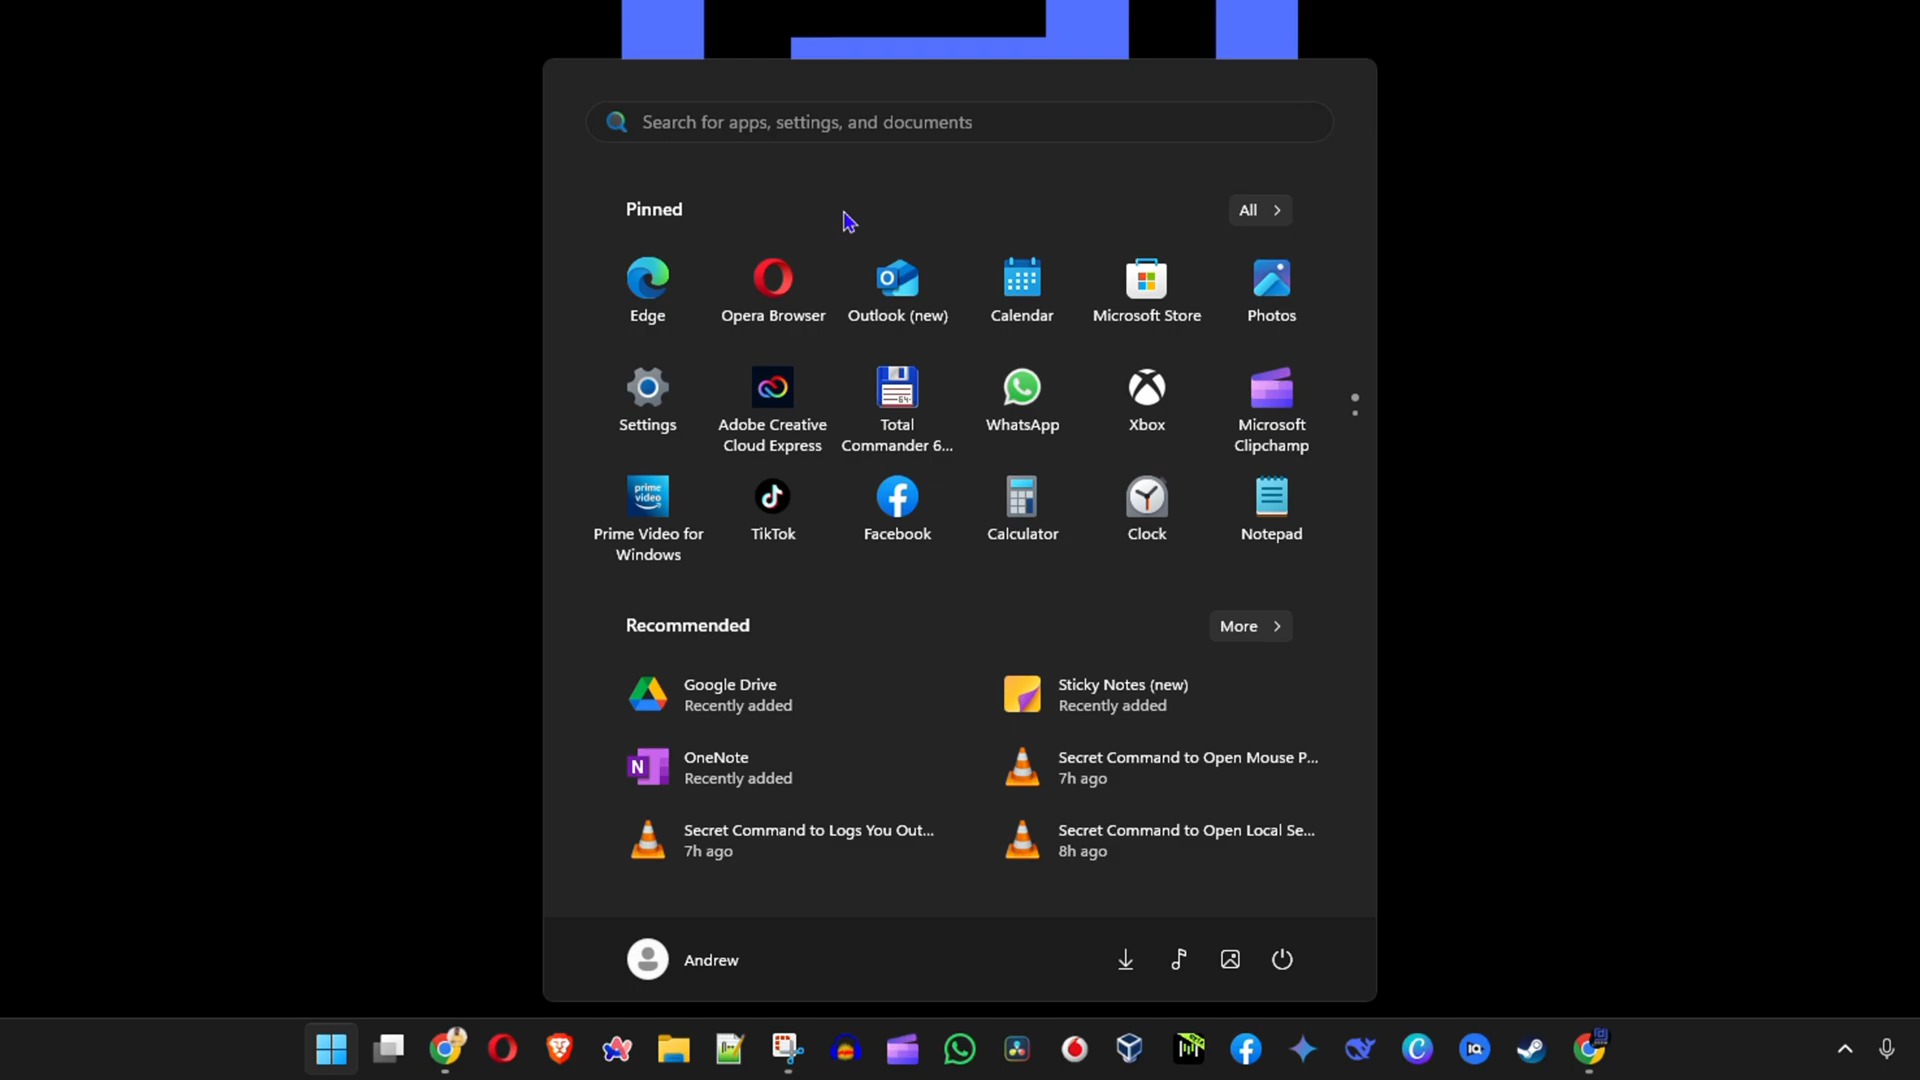 Search for apps, settings, and documents
Pinned
All
Edge
Opera Browser
Outlook (new)
Calendar
Microsoft Store
Photos
Settings
Adobe Creative
Cloud Express
Total
Commander 6...
WhatsApp
Xbox
Microsoft
Clipchamp
prime
video
Prime Video for
Windows
TikTok
Facebook
Calculator
Clock
Notepad
Recommended
More
Google Drive
Recently added
Sticky Notes (new)
Recently added
OneNote
Recently added
Secret Command to Open Mouse P...
7h ago
Secret Command to Logs You Out...
7h ago
Secret Command to Open Local Se...
8h ago
Andrew